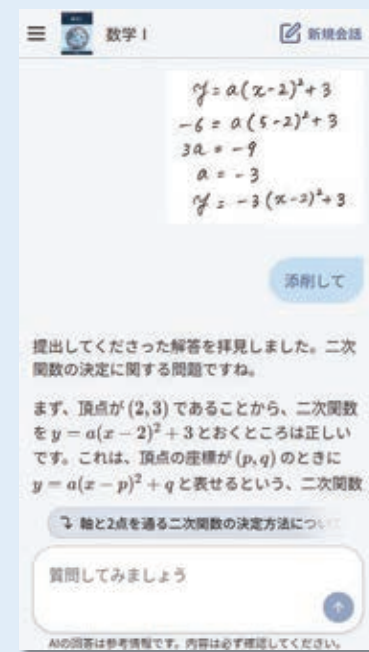 数学 I
新規会話
y = a(x-2)²+3
-6 = a(5-2)²+3
3a = -9
a = -3
y = -3(x-2)²+3
添削して
提出してくださった解答を拝見しました。二次
関数の決定に関する問題ですね。
まず、頂点が (2,3) であることから、二次関数
を y = a(x − 2)² + 3 とおくところは正しい
です。これは、頂点の座標が (p,q) のときに
y = a(x − p)² + q と表せるという、二次関数
軸と2点を通る二次関数の決定方法につい
質問してみましょう
AIの回答は参考情報です。内容は必ず確認してください。